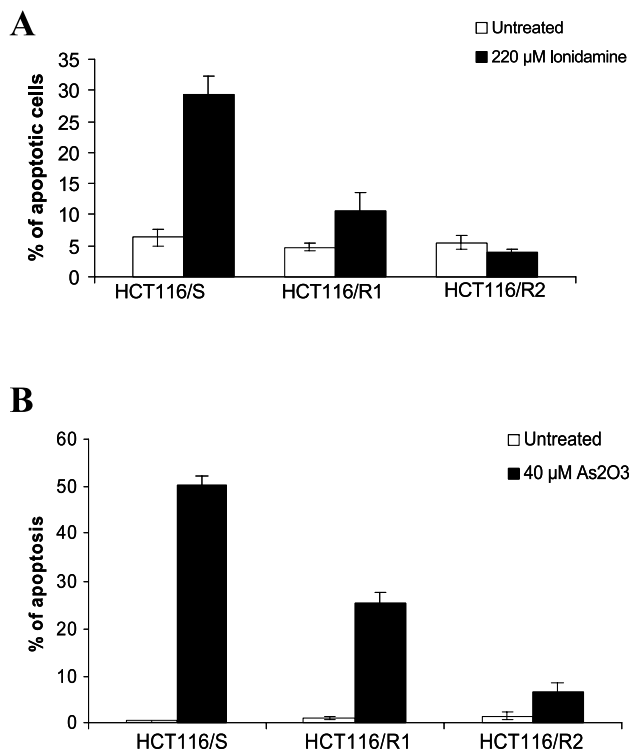 A
Untreated
220 µM lonidamine
% of apoptotic cells
35
30
25
20
15
10
5
0
HCT116/S
HCT116/R1
HCT116/R2
B
Untreated
40 µM As2O3
% of apoptosis
60
50
40
30
20
10
0
HCT116/S
HCT116/R1
HCT116/R2